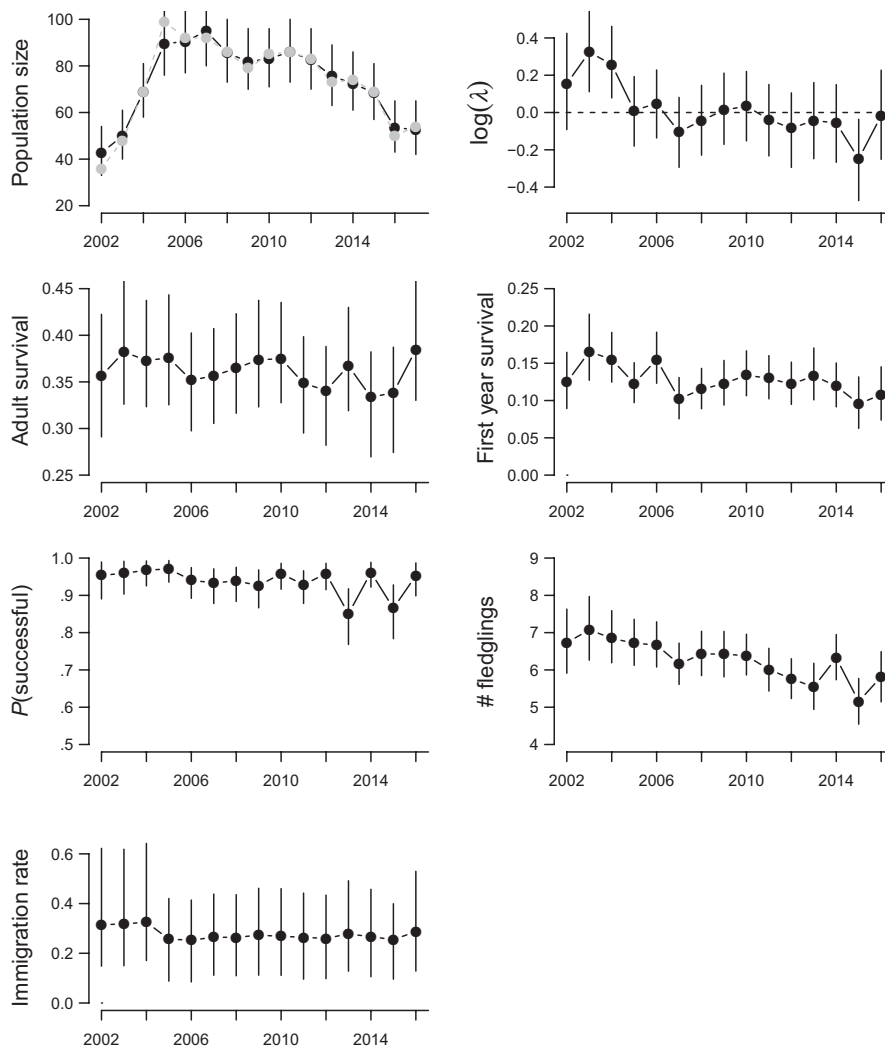 Population size
100
80
60
40
20
2002 2006 2010 2014
log(λ)
0.4
0.2
0.0
−0.2
−0.4
2002 2006 2010 2014
Adult survival
0.45
0.40
0.35
0.30
0.25
2002 2006 2010 2014
First year survival
0.25
0.20
0.15
0.10
0.05
0.00
2002 2006 2010 2014
P(successful)
1.0
.9
.8
.7
.6
.5
2002 2006 2010 2014
# fledglings
9
8
7
6
5
4
2002 2006 2010 2014
Immigration rate
0.6
0.4
0.2
0.0
2002 2006 2010 2014